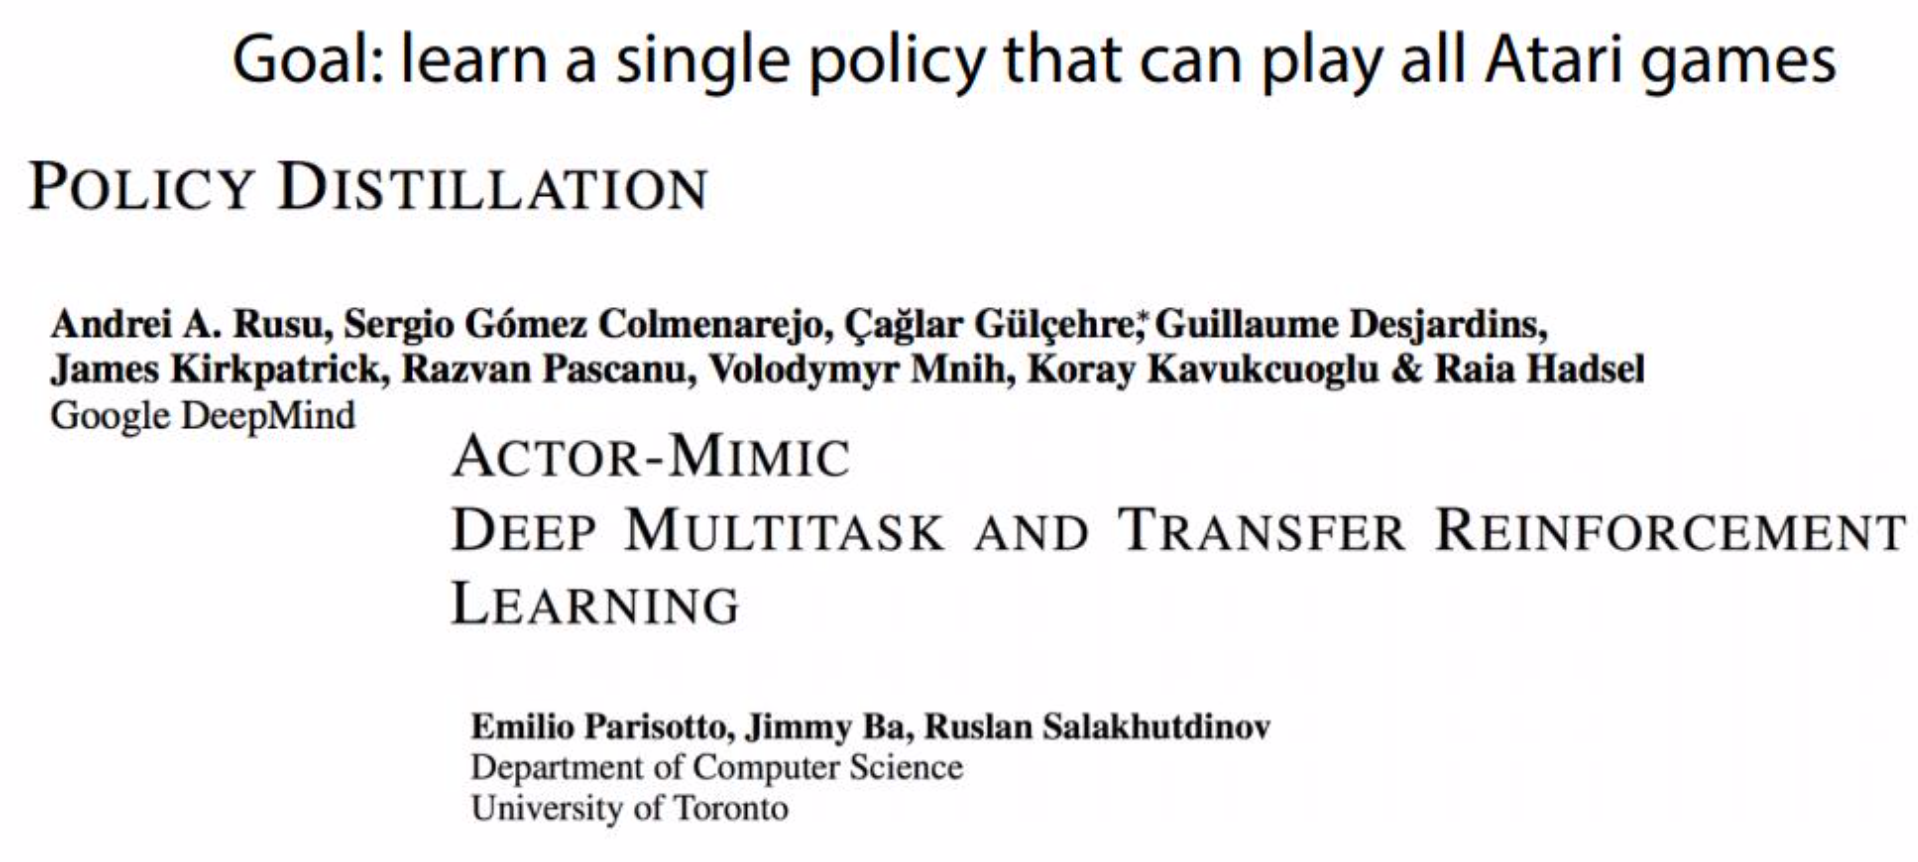 Goal: learn a single policy that can play all Atari games
POLICY DISTILLATION
Andrei A. Rusu, Sergio Gómez Colmenarejo, Çağlar Gülçehre,* Guillaume Desjardins,
James Kirkpatrick, Razvan Pascanu, Volodymyr Mnih, Koray Kavukcuoglu & Raia Hadsel
Google DeepMind
ACTOR-MIMIC
DEEP MULTITASK AND TRANSFER REINFORCEMENT
LEARNING
Emilio Parisotto, Jimmy Ba, Ruslan Salakhutdinov
Department of Computer Science
University of Toronto